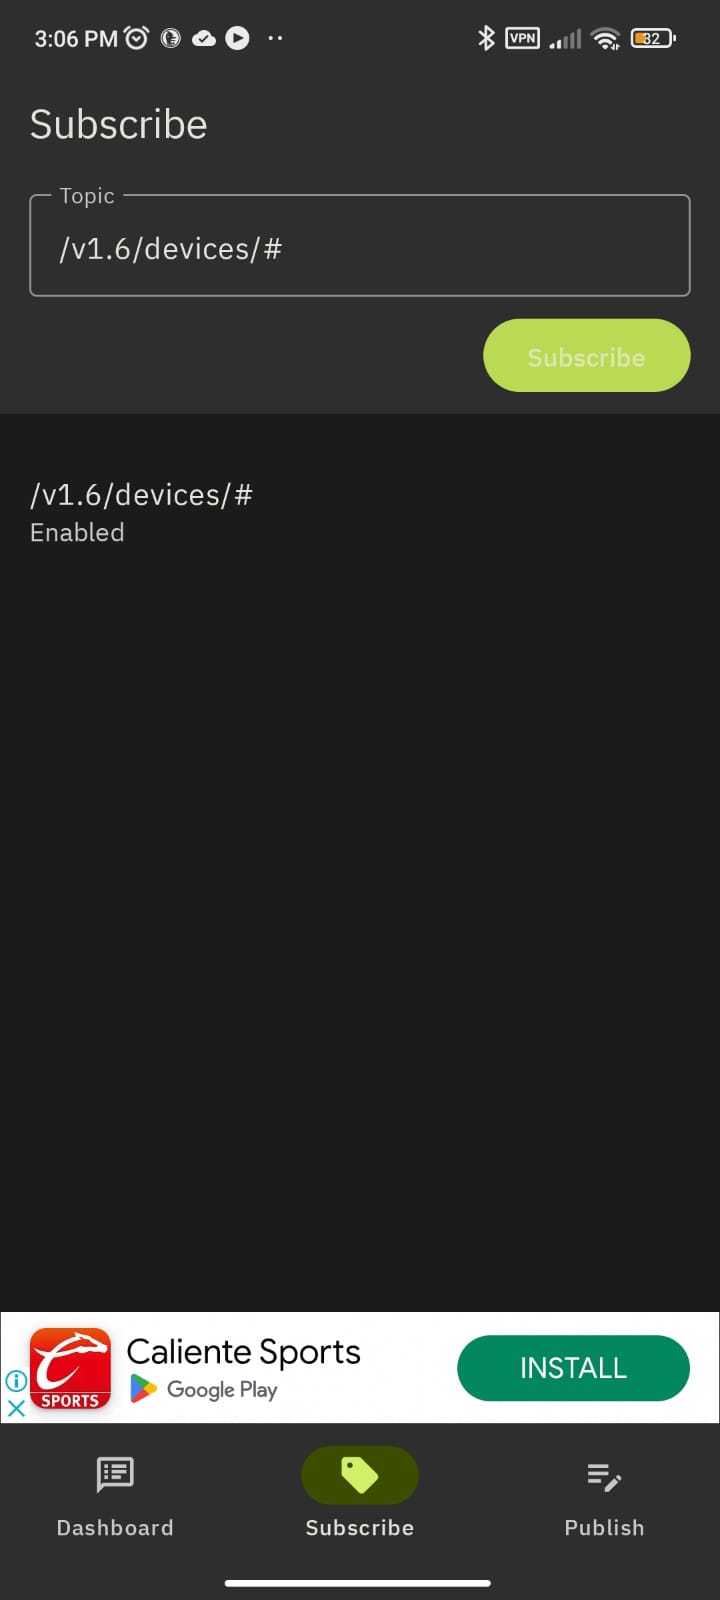 3:06 PM
VPN
32
Subscribe
Topic
/v1.6/devices/#
Subscribe
/v1.6/devices/#
Enabled
SPORTS
Caliente Sports
Google Play
INSTALL
Dashboard
Subscribe
Publish